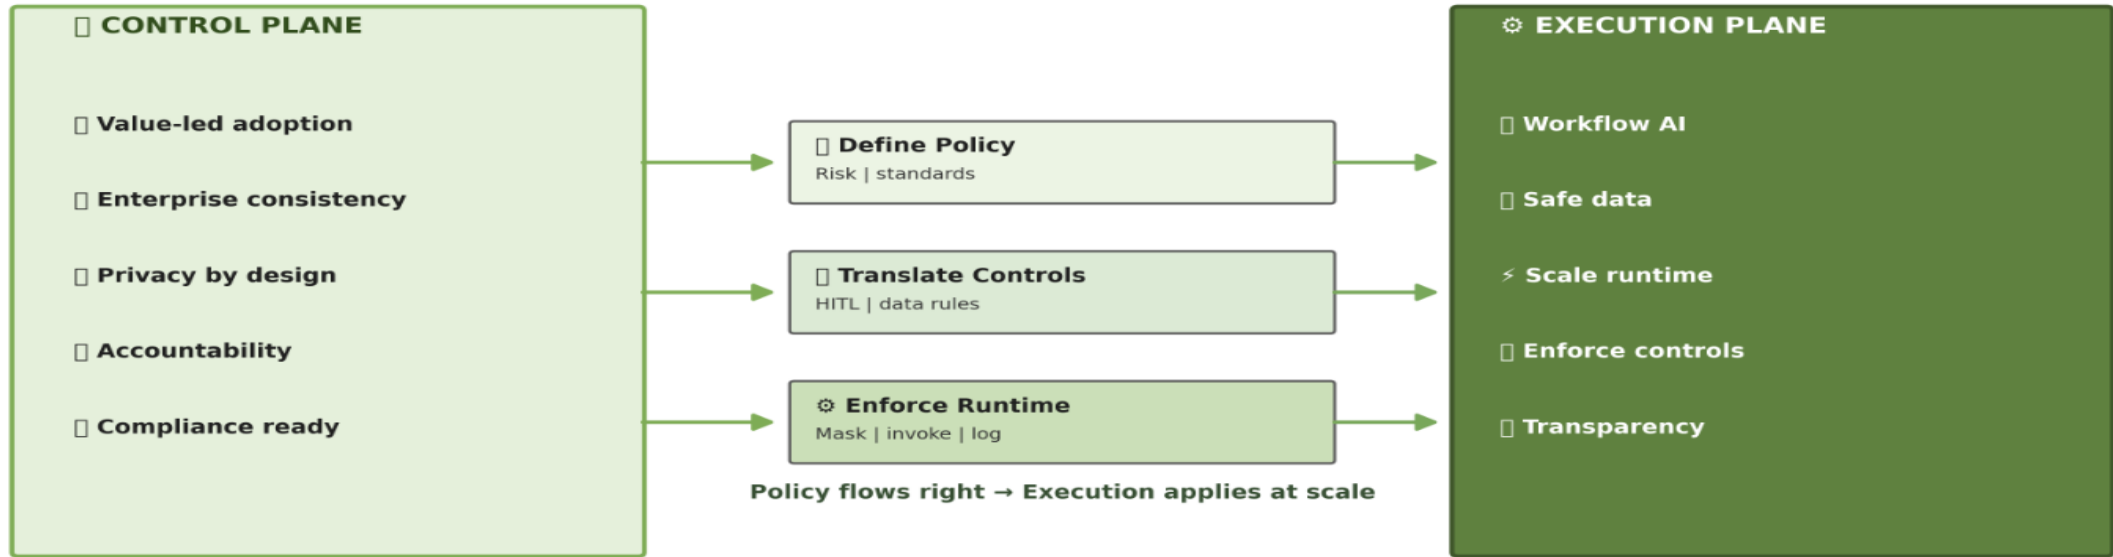 CONTROL PLANE
Value-led adoption
Enterprise consistency
Privacy by design
Accountability
Compliance ready
Define Policy
Risk | standards
Translate Controls
HITL | data rules
⚙ Enforce Runtime
Mask | invoke | log
Policy flows right → Execution applies at scale
⚙ EXECUTION PLANE
Workflow AI
Safe data
⚡ Scale runtime
Enforce controls
Transparency